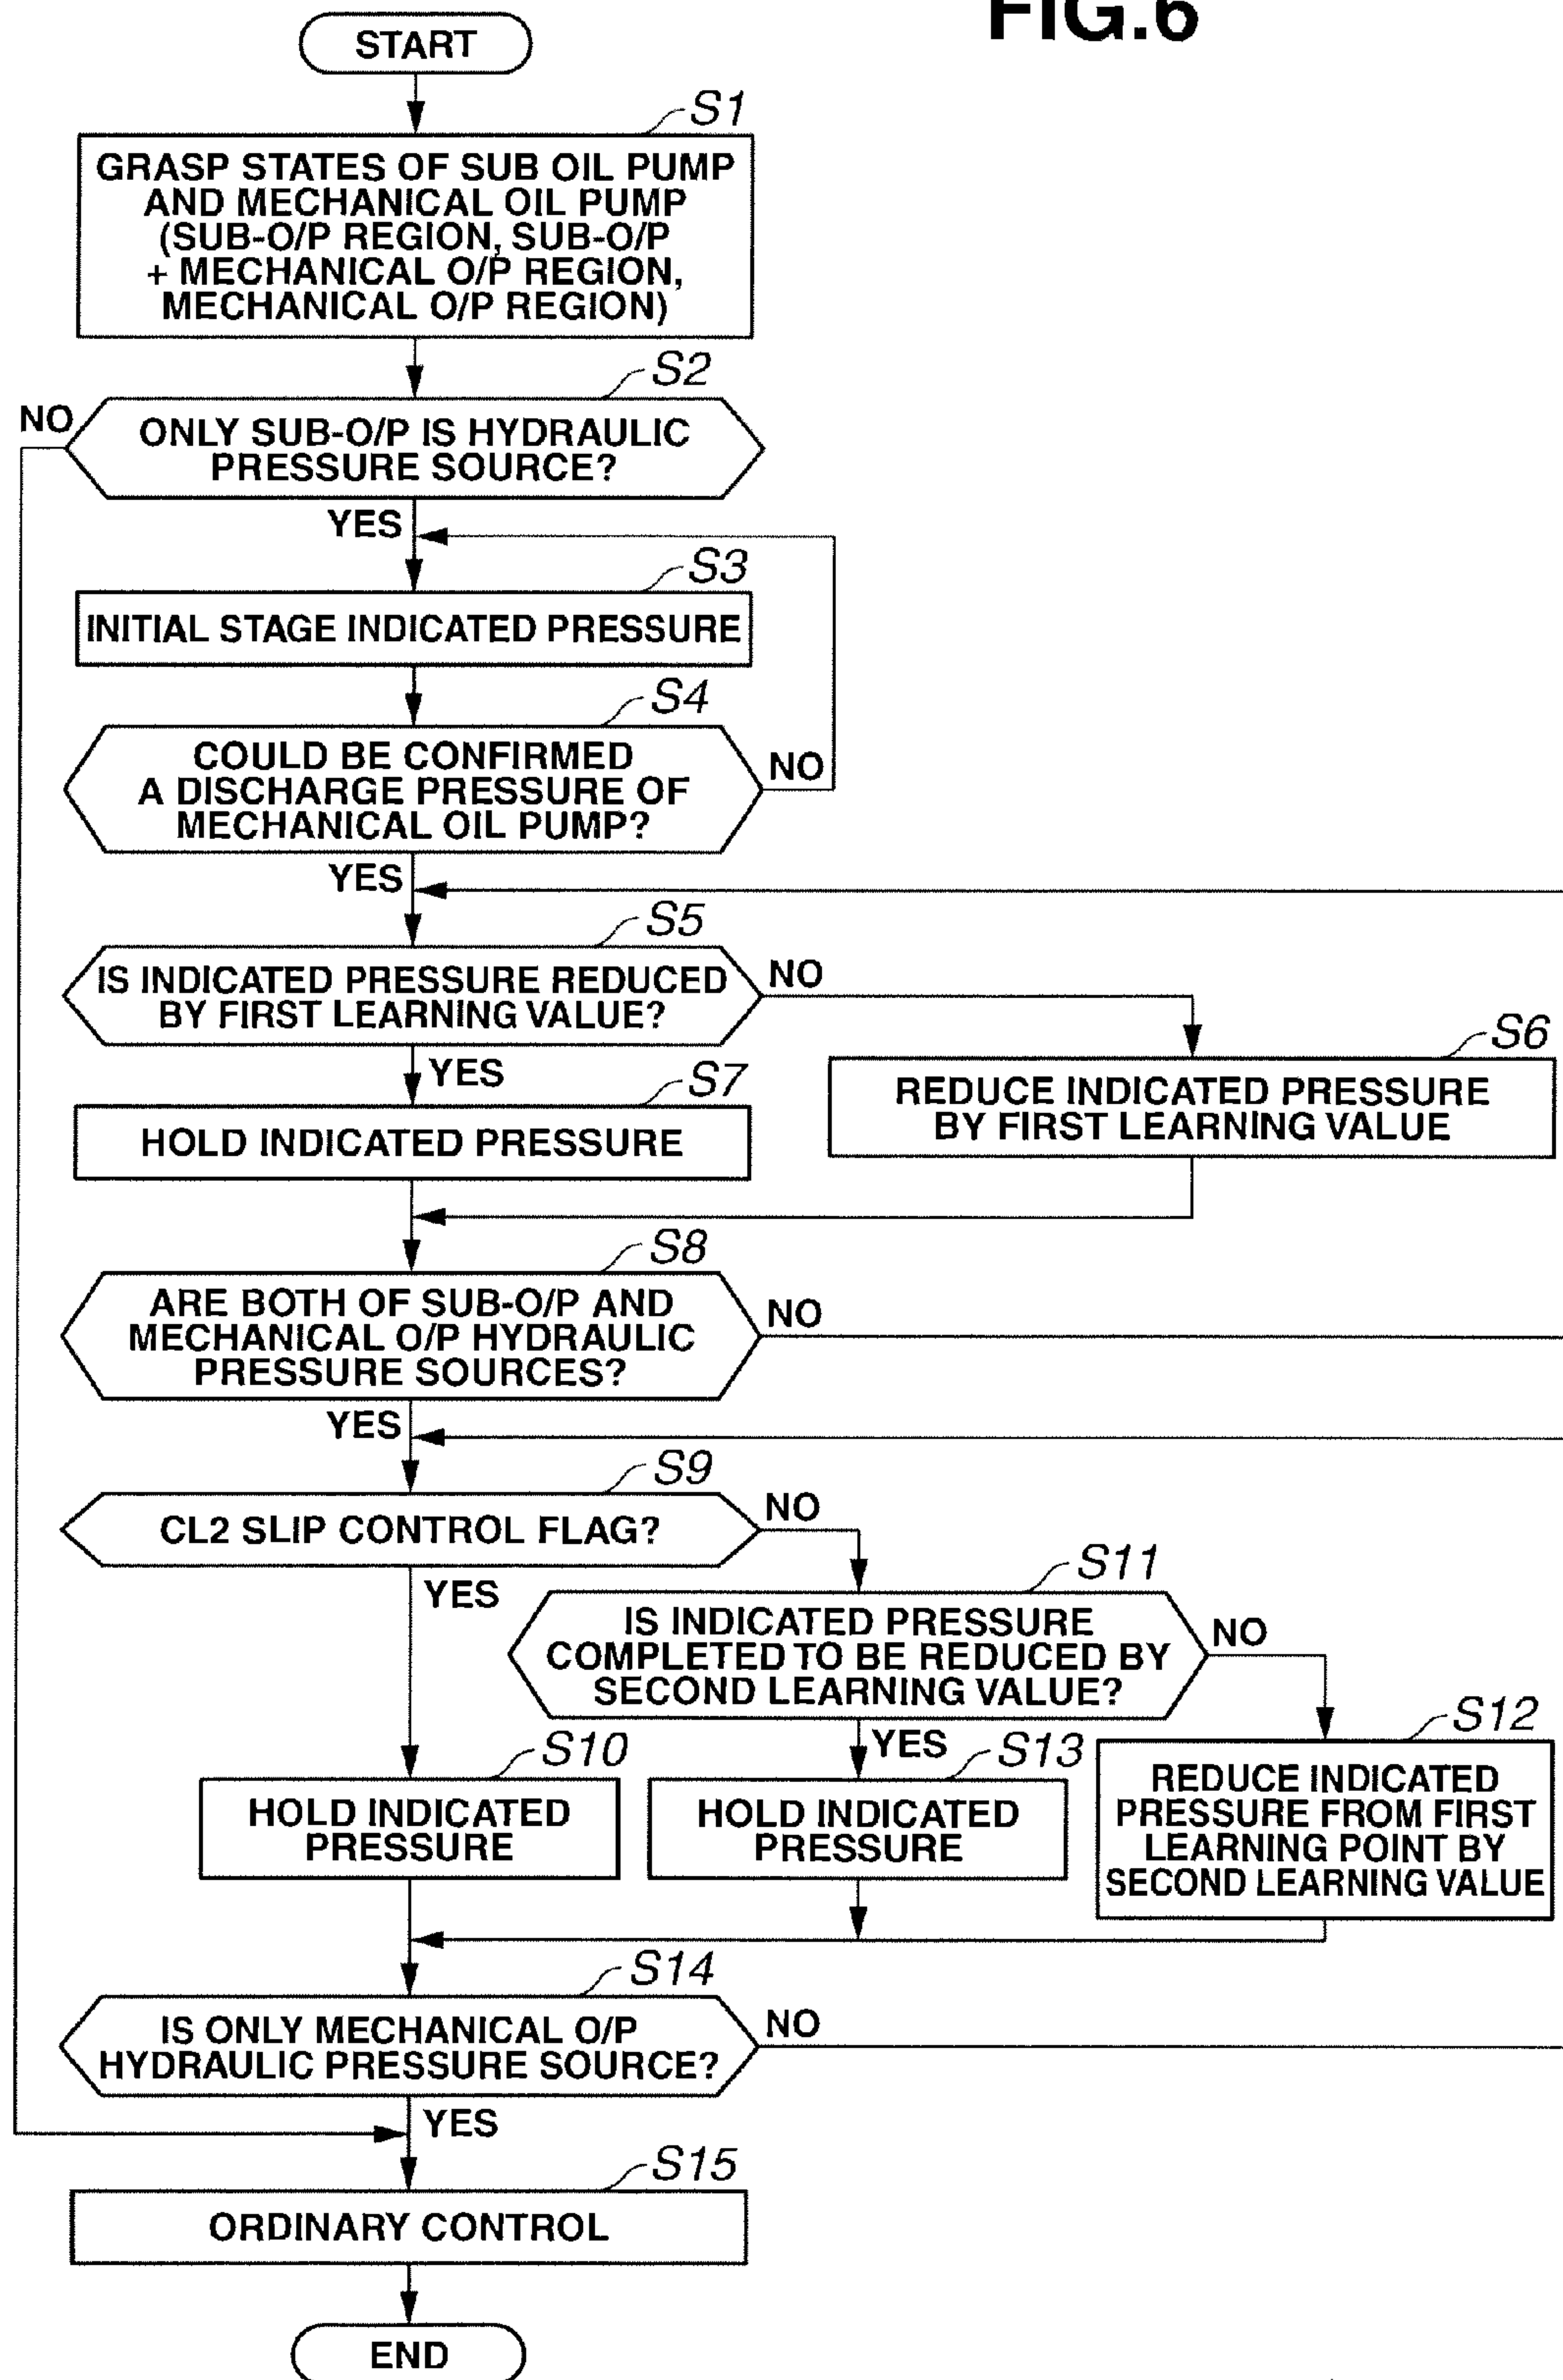 FIG.6
START
S1
GRASP STATES OF SUB OIL PUMP
AND MECHANICAL OIL PUMP
(SUB-O/P REGION, SUB-O/P
+ MECHANICAL O/P REGION,
MECHANICAL O/P REGION)
S2
NO
ONLY SUB-O/P IS HYDRAULIC
PRESSURE SOURCE?
YES
S3
INITIAL STAGE INDICATED PRESSURE
S4
COULD BE CONFIRMED
A DISCHARGE PRESSURE OF
MECHANICAL OIL PUMP?
NO
YES
S5
IS INDICATED PRESSURE REDUCED
BY FIRST LEARNING VALUE?
NO
YES
S6
REDUCE INDICATED PRESSURE
BY FIRST LEARNING VALUE
S7
HOLD INDICATED PRESSURE
S8
ARE BOTH OF SUB-O/P AND
MECHANICAL O/P HYDRAULIC
PRESSURE SOURCES?
NO
YES
S9
CL2 SLIP CONTROL FLAG?
NO
YES
S11
IS INDICATED PRESSURE
COMPLETED TO BE REDUCED BY
SECOND LEARNING VALUE?
NO
YES
S10
HOLD INDICATED
PRESSURE
S13
HOLD INDICATED
PRESSURE
S12
REDUCE INDICATED
PRESSURE FROM FIRST
LEARNING POINT BY
SECOND LEARNING VALUE
S14
IS ONLY MECHANICAL O/P
HYDRAULIC PRESSURE SOURCE?
NO
YES
S15
ORDINARY CONTROL
END